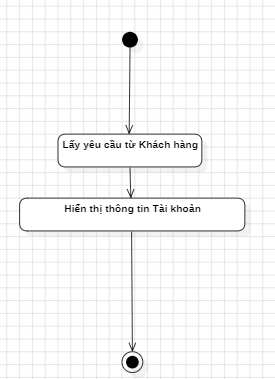 Lấy yêu cầu từ Khách hàng
Hiển thị thông tin Tài khoản